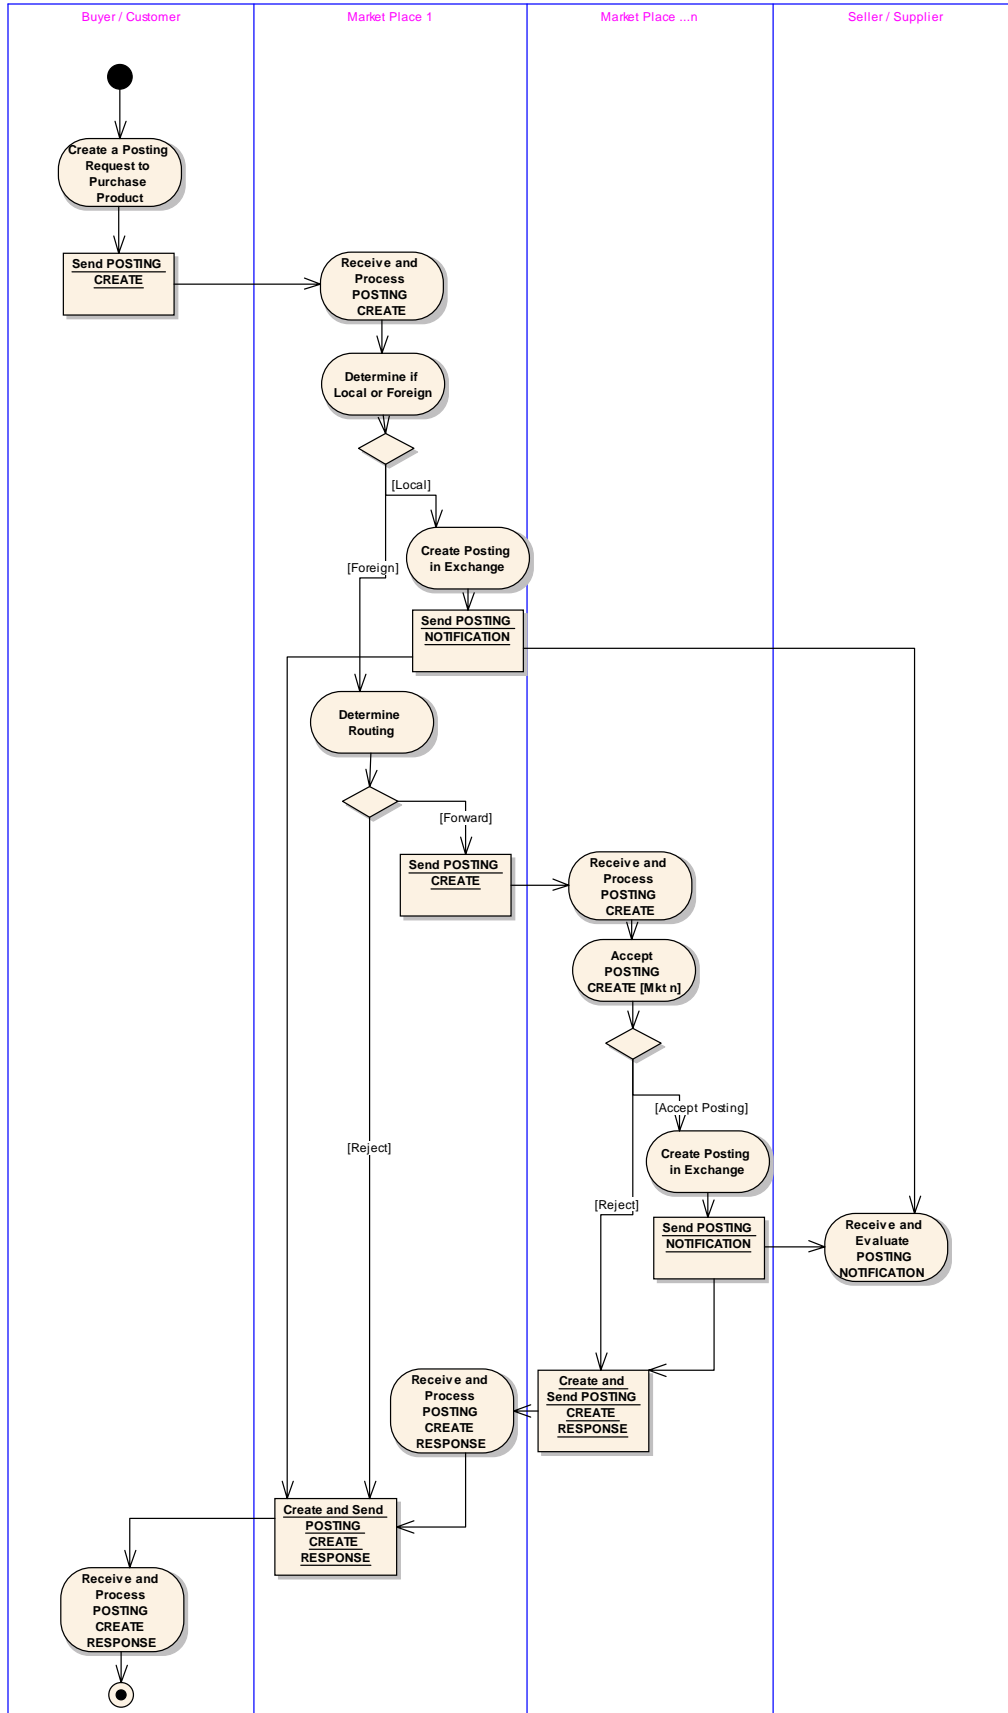 Buyer / Customer
Market Place 1
Market Place ...n
Seller / Supplier
Create a Posting
Request to
Purchase
Product
Send POSTING
CREATE
Receive and
Process
POSTING
CREATE
Determine if
Local or Foreign
[Local]
Create Posting
in Exchange
[Foreign]
Send POSTING
NOTIFICATION
Determine
Routing
[Forward]
Send POSTING
CREATE
Receive and
Process
POSTING
CREATE
Accept
POSTING
CREATE [Mkt n]
[Accept Posting]
[Reject]
Create Posting
in Exchange
[Reject]
Send POSTING
NOTIFICATION
Receive and
Evaluate
POSTING
NOTIFICATION
Receive and
Process
POSTING
CREATE
RESPONSE
Create and
Send POSTING
CREATE
RESPONSE
Create and Send
POSTING
CREATE
RESPONSE
Receive and
Process
POSTING
CREATE
RESPONSE